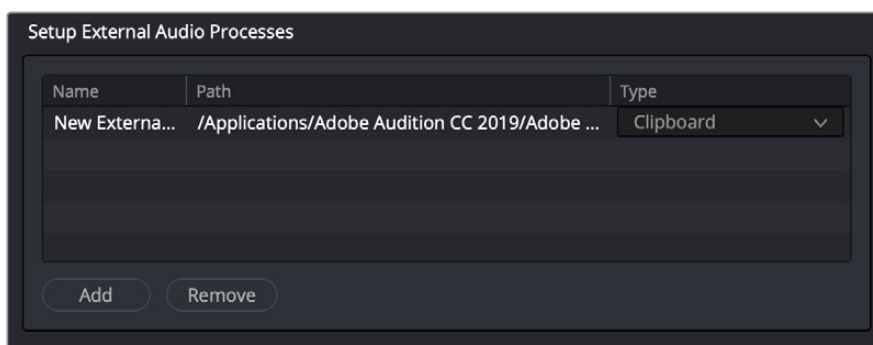 Setup External Audio Processes
Name Path Type
New Externa... /Applications/Adobe Audition CC 2019/Adobe ... Clipboard
Add Remove